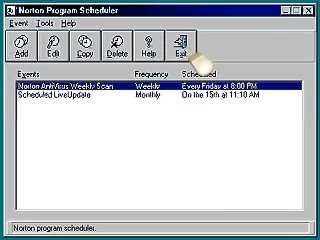 Norton Program Scheduler
Event Tools Help
Add Edit Copy Delete Help Exit
Events Frequency Scheduled
Norton AntiVirus Weekly Scan Weekly Every Friday at 8:00 PM
Scheduled LiveUpdate Monthly On the 15th at 11:10 AM
Norton program scheduler.